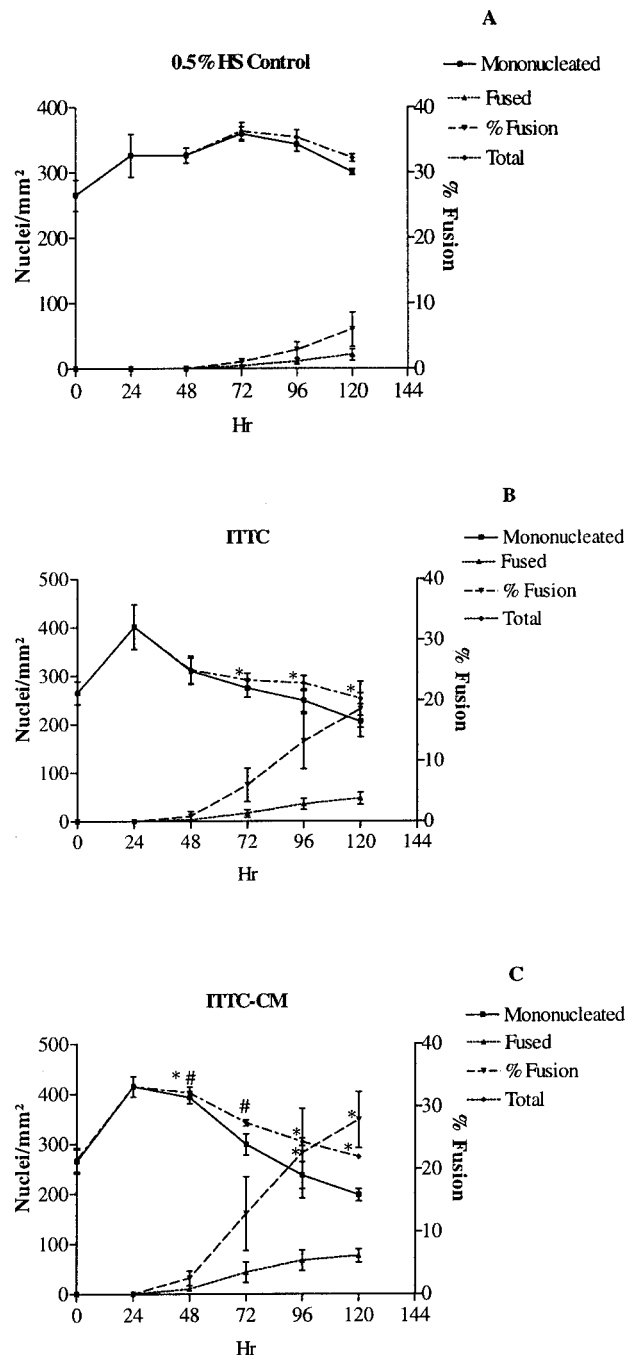 A
0.5% HS Control
Mononucleated
Fused
% Fusion
Total
400
300
200
100
0
Nuclei/mm²
40
30
20
10
0
% Fusion
0 24 48 72 96 120 144
Hr
B
ITTC
Mononucleated
Fused
% Fusion
Total
500
400
300
200
100
0
Nuclei/mm²
40
30
20
10
0
% Fusion
* * *
0 24 48 72 96 120 144
Hr
C
ITTC-CM
Mononucleated
Fused
% Fusion
Total
500
400
300
200
100
0
Nuclei/mm²
40
30
20
10
0
% Fusion
* # #
* *
* *
0 24 48 72 96 120 144
Hr